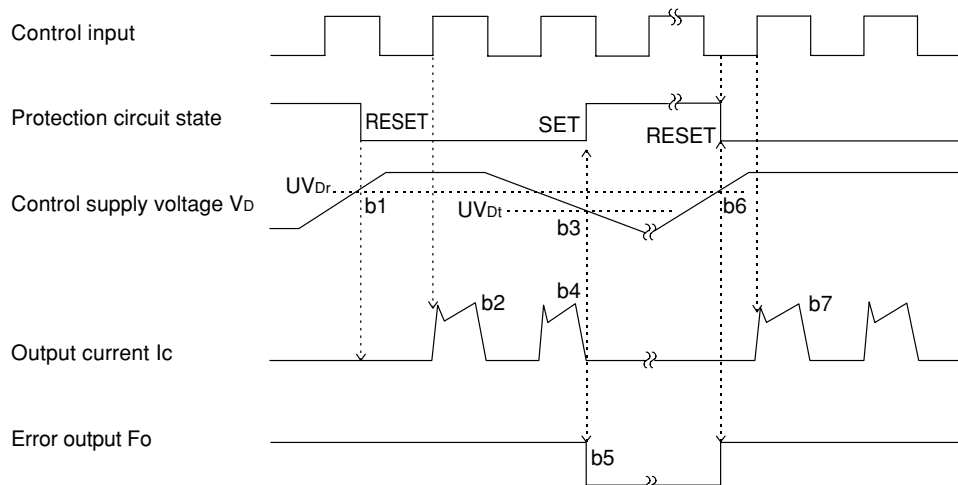 Control input
Protection circuit state
RESET
SET
RESET
Control supply voltage VD
UVDr
b1
UVDt
b3
b6
Output current Ic
b2
b4
b7
Error output Fo
b5